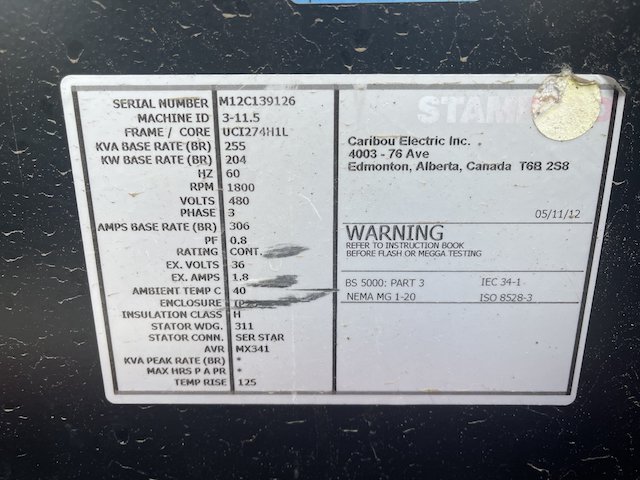 SERIAL NUMBER M12C139126
MACHINE ID 3-11.5
FRAME / CORE UCI274H1L
KVA BASE RATE (BR) 255
KW BASE RATE (BR) 204
HZ 60
RPM 1800
VOLTS 480
PHASE 3
AMPS BASE RATE (BR) 306
PF 0.8
RATING CONT.
EX. VOLTS 36
EX. AMPS 1.8
AMBIENT TEMP C 40
ENCLOSURE
INSULATION CLASS H
STATOR WDG. 311
STATOR CONN. SER STAR
AVR MX341
KVA PEAK RATE (BR) *
MAX HRS P A PR *
TEMP RISE 125
Caribou Electric Inc.
4003 - 76 Ave
Edmonton, Alberta, Canada T6B 2S8
05/11/12
WARNING
REFER TO INSTRUCTION BOOK
BEFORE FLASH OR MEGGA TESTING
BS 5000: PART 3 IEC 34-1
NEMA MG 1-20 ISO 8528-3